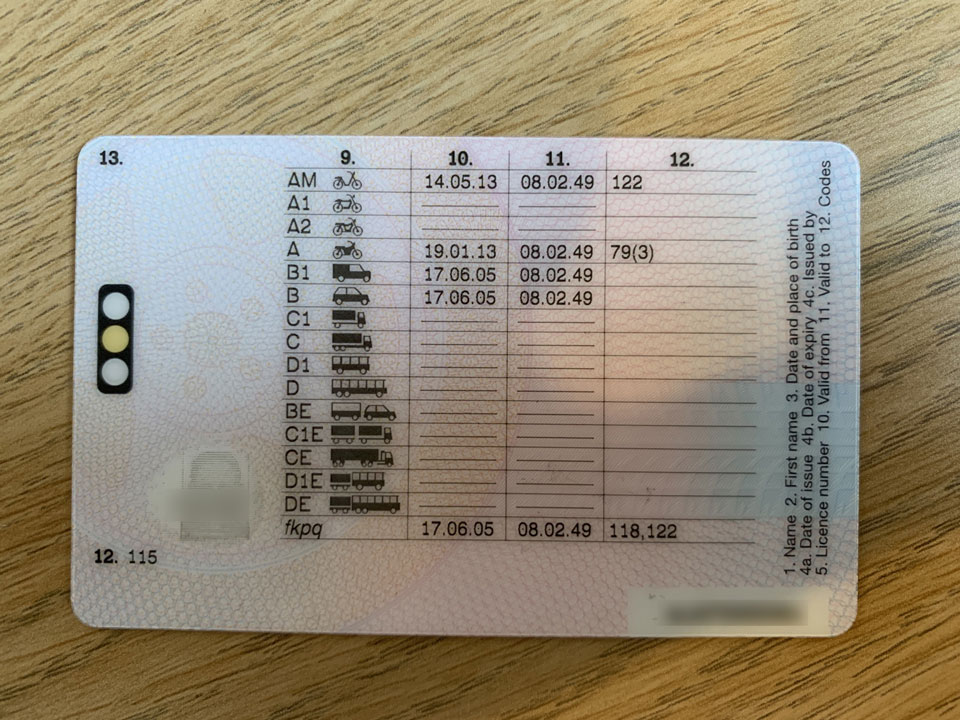 13.
9. 10. 11. 12.
AM 14.05.13 08.02.49 122
A1
A2
A 19.01.13 08.02.49 79(3)
B1 17.06.05 08.02.49
B 17.06.05 08.02.49
C1
C
D1
D
BE
C1E
CE
D1E
DE
fkpq 17.06.05 08.02.49 118,122
12. 115
1. Name 2. First name 3. Date and place of birth
4a. Date of issue 4b. Date of expiry 4c. Issued by
5. Licence number 10. Valid from 11. Valid to 12. Codes